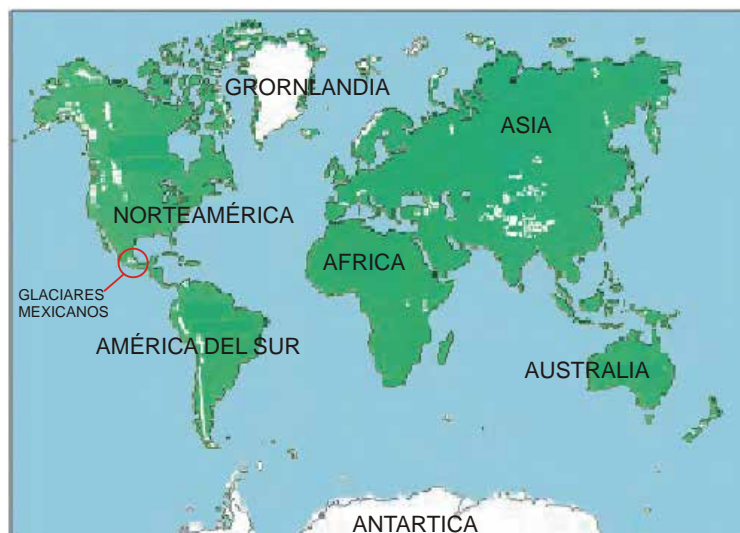 GRORNLANDIA
ASIA
NORTEAMÉRICA
AFRICA
GLACIARES
MEXICANOS
AMÉRICA DEL SUR
AUSTRALIA
ANTARTICA